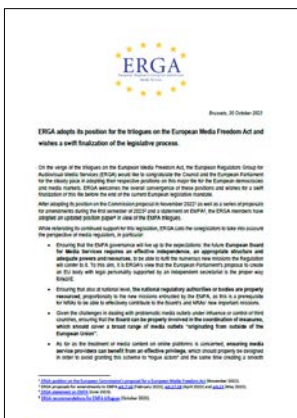 ERGA
Brussels, 30 October 2023
ERGA adopts its position for the trilogues on the European Media Freedom Act and
wishes a swift finalization of the legislative process.
On the verge of the trilogues on the European Media Freedom Act, the European Regulators Group for
Audiovisual Media Services (ERGA) would like to congratulate the Council and the European Parliament
for the steady pace in adopting their respective positions on this major file for the European democracies
and media markets. ERGA welcomes the overall convergence of these positions and wishes for a swift
finalisation of this file before the end of the current European legislative mandate.
After adopting its position on the Commission proposal in November 2022 as well as a series of proposals
for amendments during the first semester of 2023 and a statement on EMFA, the ERGA members have
adopted an updated position paper in view of the EMFA trilogues.
While reiterating continued support for this legislation, ERGA calls the co-legislators to take into account
the perspective of media regulators, in particular:
Ensuring that the EMFA governance will live up to the expectations: the future European Board
for Media Services requires an effective independence, an appropriate structure and
adequate powers and resources, to be able to fulfil the numerous new missions the Regulation
will confer to it. To this aim, it is ERGA's view that the European Parliament's proposal to create
an EU body with legal personality supported by an independent secretariat is the proper way
forward;
Ensuring that also at national level, the national regulatory authorities or bodies are properly
resourced, proportionally to the new missions entrusted by the EMFA, as this is a prerequisite
for NRAs to be able to effectively contribute to the Board's and NRAs' new important missions.
Given the challenges in dealing with problematic media outlets under influence or control of third
countries, ensuring that the Board can be properly involved in the coordination of measures,
which should cover a broad range of media outlets "originating from outside of the
European Union".
As far as the treatment of media content on online platforms is concerned, ensuring media
service providers can benefit from an effective privilege, which should properly be designed
in order to avoid granting this scheme to "rogue actors" and at the same time creating a smooth
ERGA position on the European Commission's proposal for a European Media Freedom Act (November 2022).